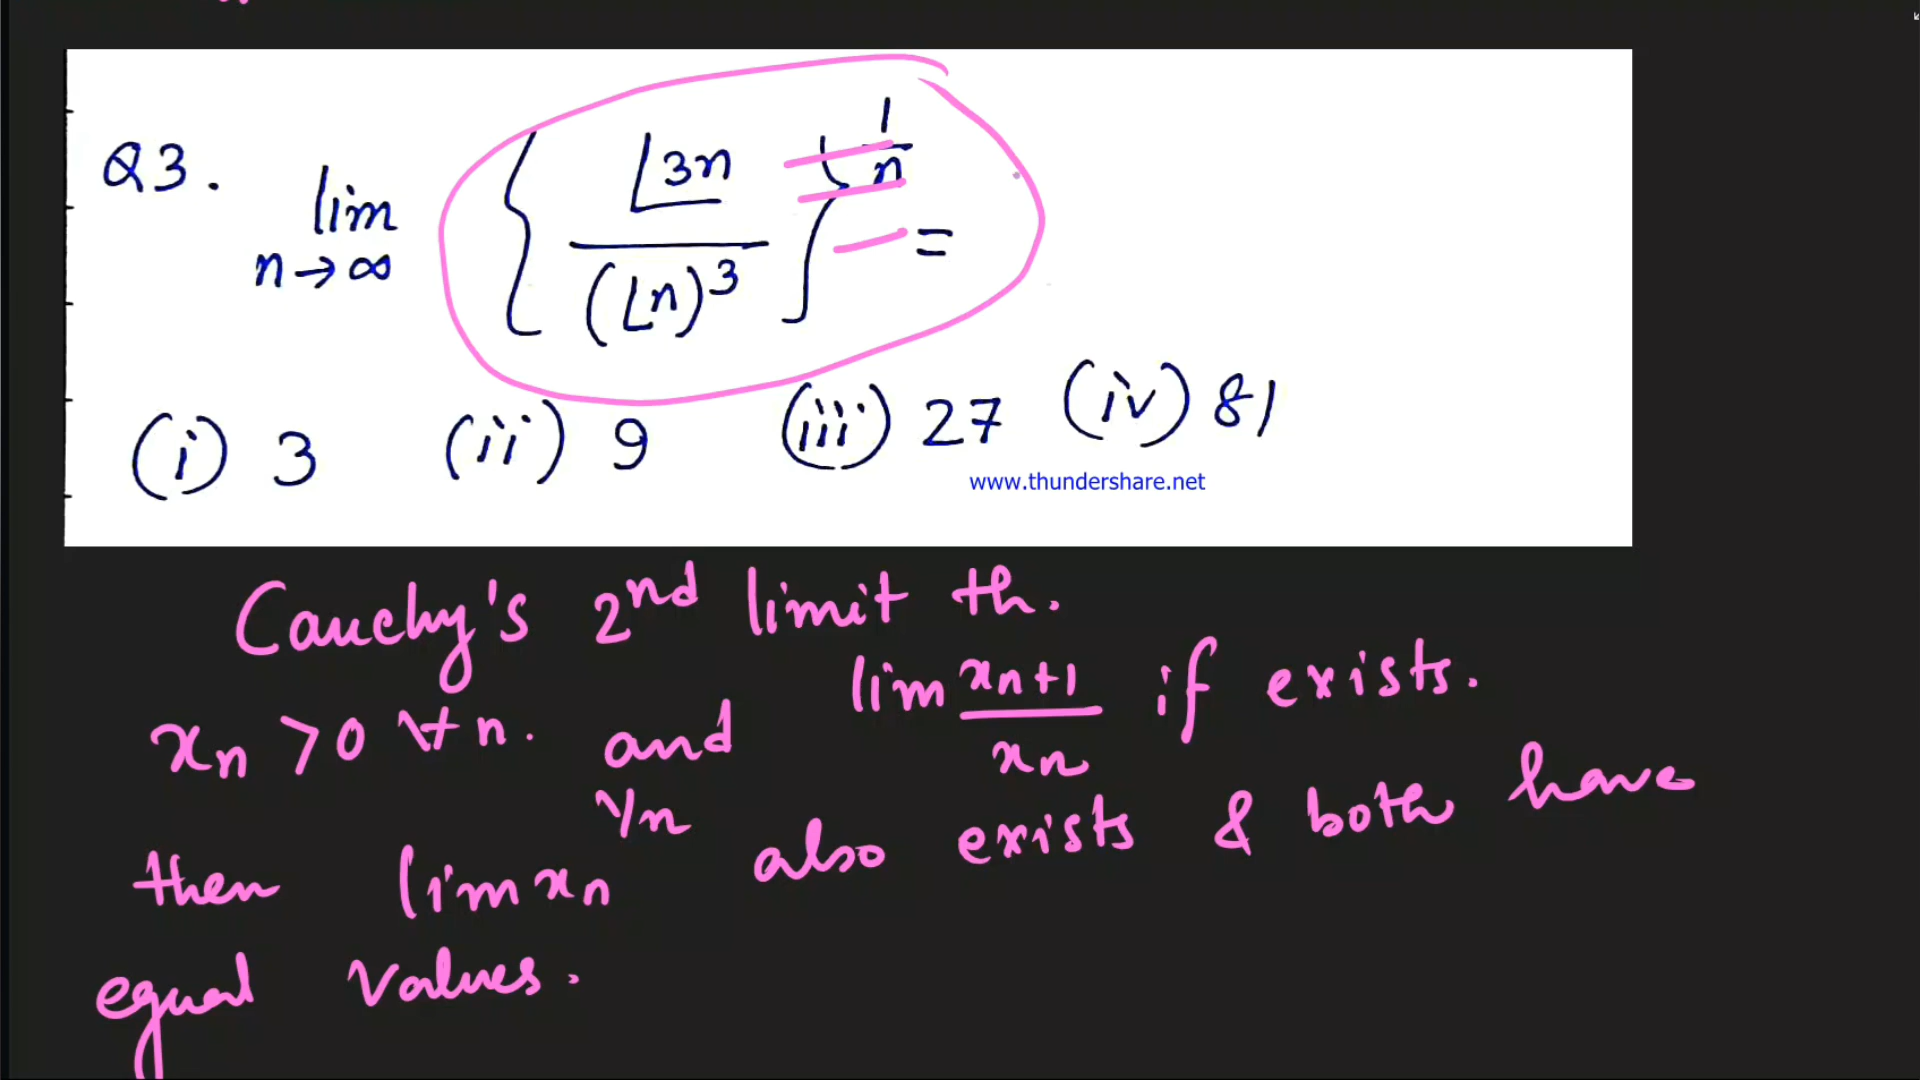 Q3. lim n→∞ { ⌊3n / (⌊n)³ }^(1/n) =
(i) 3 (ii) 9 (iii) 27 (iv) 81
www.thundershare.net
Cauchy's 2nd limit th.
xn > 0 ∀ n. and lim xn+1 / xn if exists.
then lim xn^(1/n) also exists & both have
equal values.